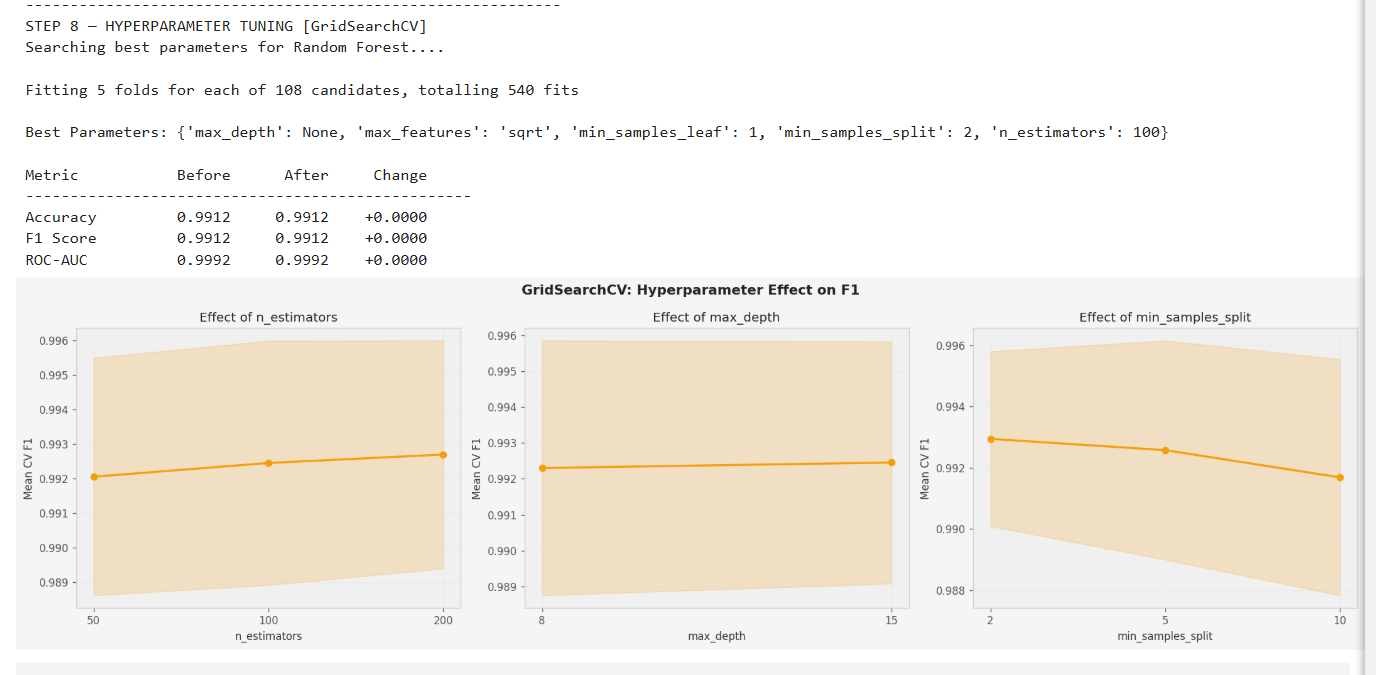 ------------------------------------------------------------
STEP 8 — HYPERPARAMETER TUNING [GridSearchCV]
Searching best parameters for Random Forest....
Fitting 5 folds for each of 108 candidates, totalling 540 fits
Best Parameters: {'max_depth': None, 'max_features': 'sqrt', 'min_samples_leaf': 1, 'min_samples_split': 2, 'n_estimators': 100}
Metric Before After Change
--------------------------------------------------
Accuracy 0.9912 0.9912 +0.0000
F1 Score 0.9912 0.9912 +0.0000
ROC-AUC 0.9992 0.9992 +0.0000
GridSearchCV: Hyperparameter Effect on F1
Effect of n_estimators
Mean CV F1
0.996
0.995
0.994
0.993
0.992
0.991
0.990
0.989
50 100 200
n_estimators
Effect of max_depth
Mean CV F1
0.996
0.995
0.994
0.993
0.992
0.991
0.990
0.989
8 15
max_depth
Effect of min_samples_split
Mean CV F1
0.996
0.994
0.992
0.990
0.988
2 5 10
min_samples_split